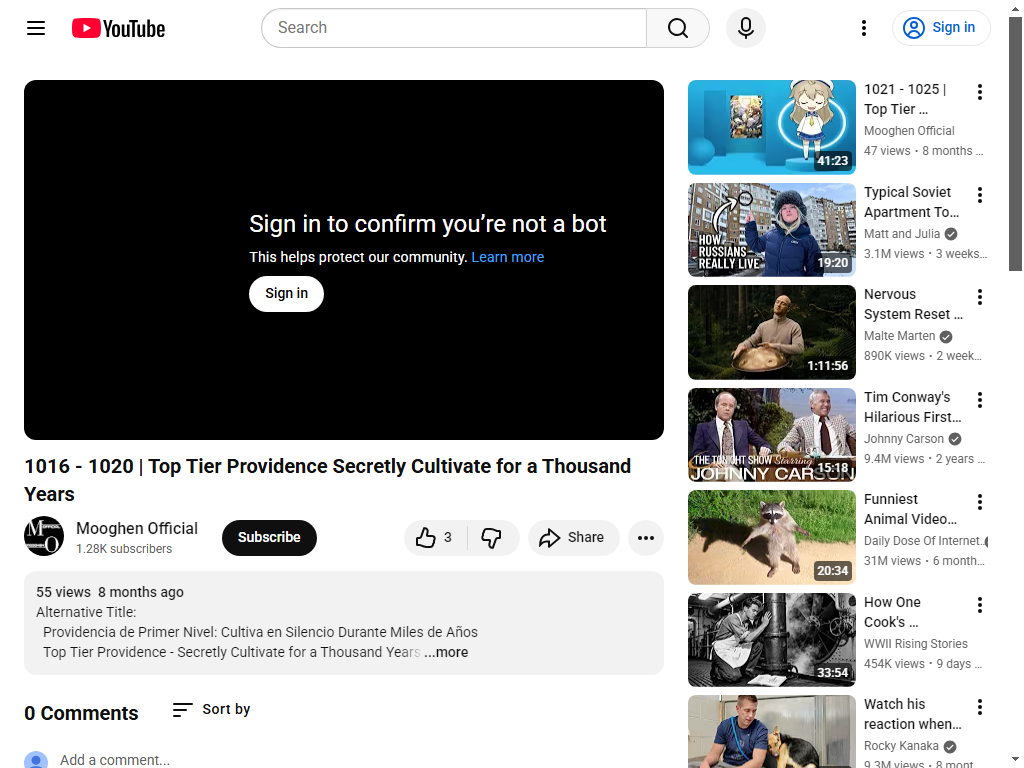 YouTube
Search
Sign in
Sign in to confirm you're not a bot
This helps protect our community. Learn more
Sign in
1016 - 1020 | Top Tier Providence Secretly Cultivate for a Thousand
Years
Mooghen Official
1.28K subscribers
Subscribe
3
Share
55 views  8 months ago
Alternative Title:
Providencia de Primer Nivel: Cultiva en Silencio Durante Miles de Años
Top Tier Providence - Secretly Cultivate for a Thousand Years ...more
0 Comments
Sort by
Add a comment...
41:23
1021 - 1025 |
Top Tier ...
Mooghen Official
47 views • 8 months ...
HOW
RUSSIANS
REALLY LIVE
19:20
Typical Soviet
Apartment To...
Matt and Julia
3.1M views • 3 weeks...
1:11:56
Nervous
System Reset ...
Malte Marten
890K views • 2 week...
THE TONIGHT SHOW Starring
JOHNNY CARSON
15:18
Tim Conway's
Hilarious First...
Johnny Carson
9.4M views • 2 years ...
20:34
Funniest
Animal Video...
Daily Dose Of Internet..
31M views • 6 month...
33:54
How One
Cook's ...
WWII Rising Stories
454K views • 9 days ...
Watch his
reaction when...
Rocky Kanaka
9.3M views • 8 mont...